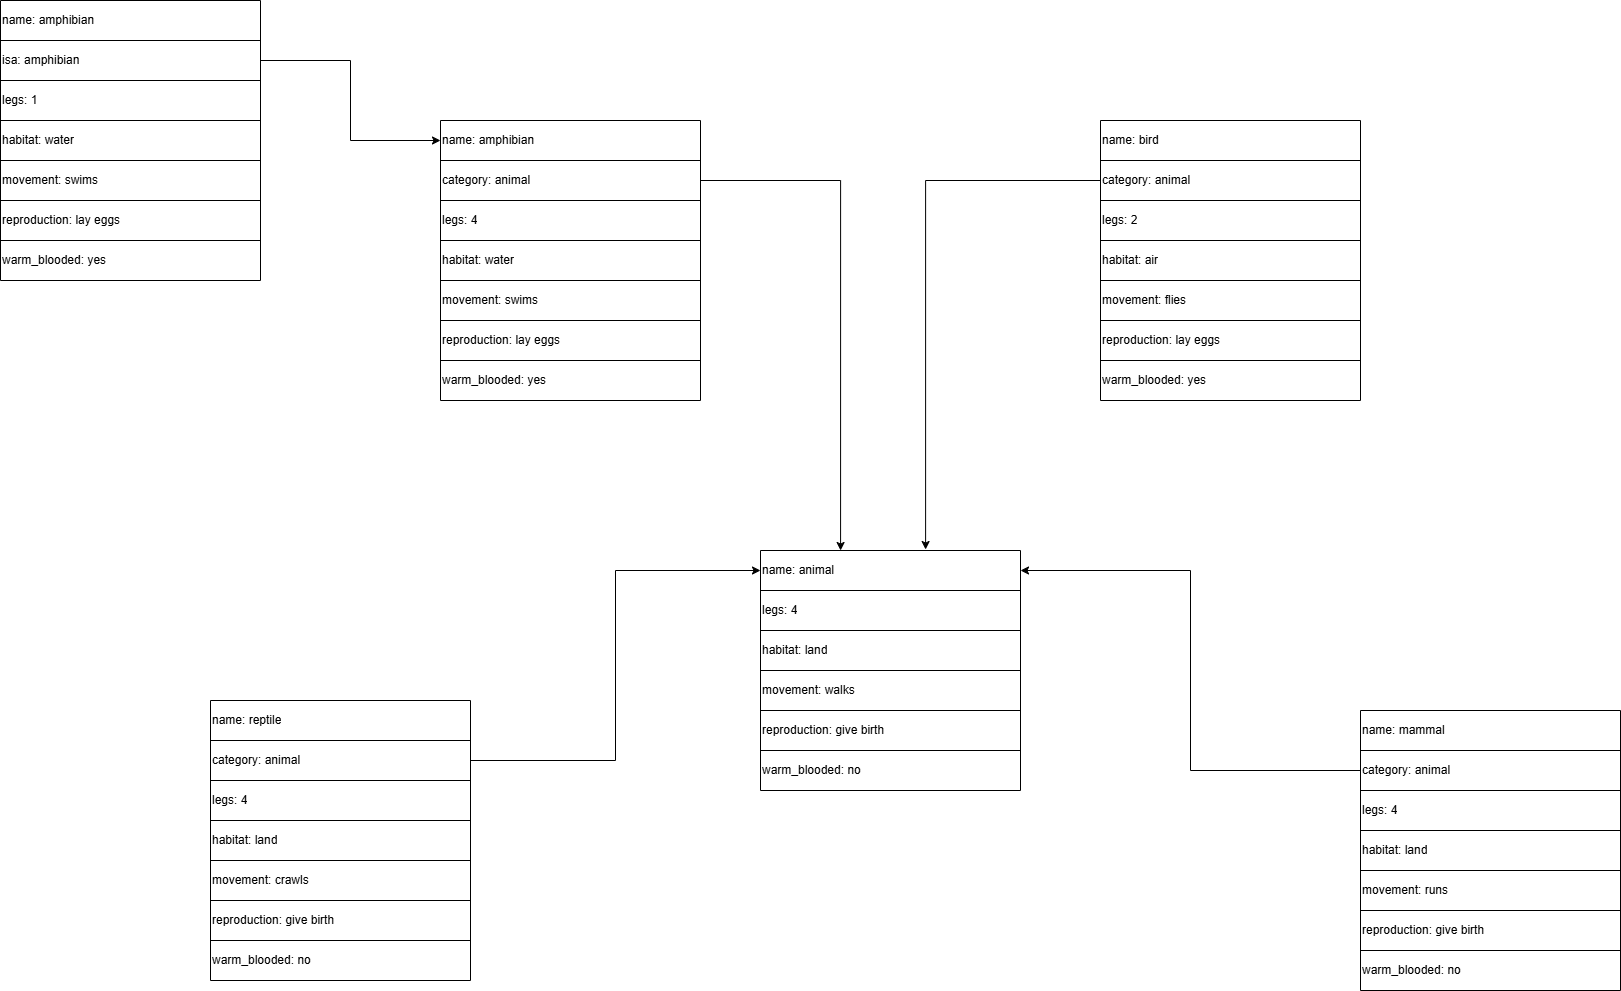 name: amphibian
isa: amphibian
legs: 1
habitat: water
movement: swims
reproduction: lay eggs
warm_blooded: yes
name: amphibian
category: animal
legs: 4
habitat: water
movement: swims
reproduction: lay eggs
warm_blooded: yes
name: bird
category: animal
legs: 2
habitat: air
movement: flies
reproduction: lay eggs
warm_blooded: yes
name: animal
legs: 4
habitat: land
movement: walks
reproduction: give birth
warm_blooded: no
name: reptile
category: animal
legs: 4
habitat: land
movement: crawls
reproduction: give birth
warm_blooded: no
name: mammal
category: animal
legs: 4
habitat: land
movement: runs
reproduction: give birth
warm_blooded: no